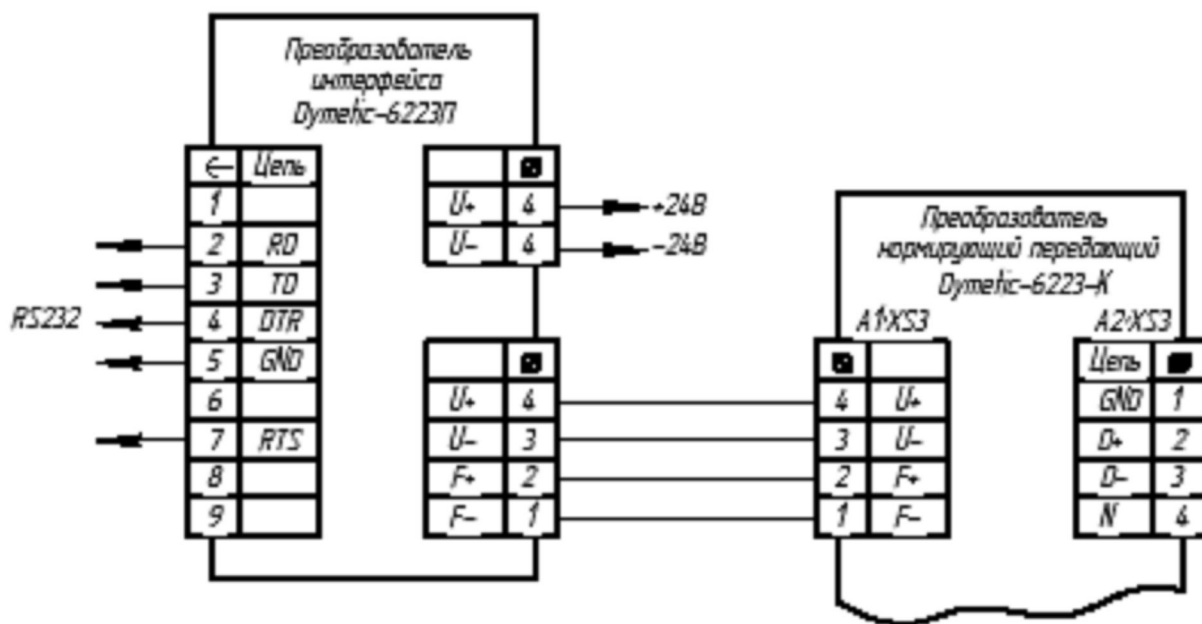 Преобразователь
интерфейса
Dymetic-6223П
Цепь
1
2 RD
3 TD
RS232
4 DTR
5 GND
6
7 RTS
8
9
U+ 4 +24В
U- 4 -24В
U+ 4
U- 3
F+ 2
F- 1
Преобразователь
нормирующий передающий
Dymetic-6223-К
A1·XS3
4 U+
3 U-
2 F+
1 F-
A2·XS3
Цепь
GND 1
D+ 2
D- 3
N 4